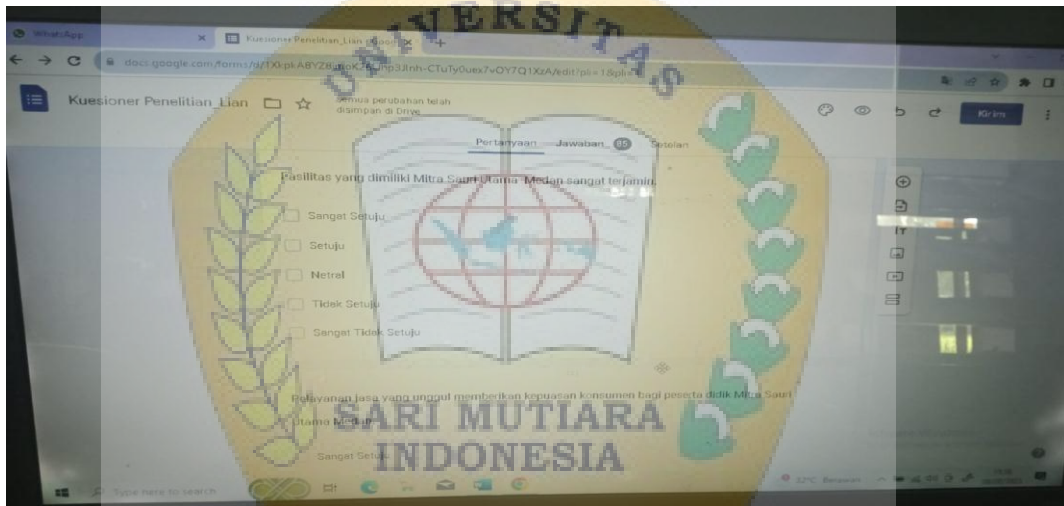 UNIVERSITAS
WhatsApp
Kuesioner Penelitian_Lian
Kuesioner Penelitian_Lian
semua perubahan telah
disimpan di Drive
Kirim
Pertanyaan Jawaban 85 Setelan
Fasilitas yang dimiliki Mitra Sauri Utama Medan sangat terjamin
Sangat Setuju
Setuju
Netral
Tidak Setuju
Sangat Tidak Setuju
Pelayanan jasa yang unggul memberikan kepuasan konsumen bagi peserta didik Mitra Sauri
Utama Medan
Sangat Setuju
SARI MUTIARA
INDONESIA
Type here to search
32°C Berawan